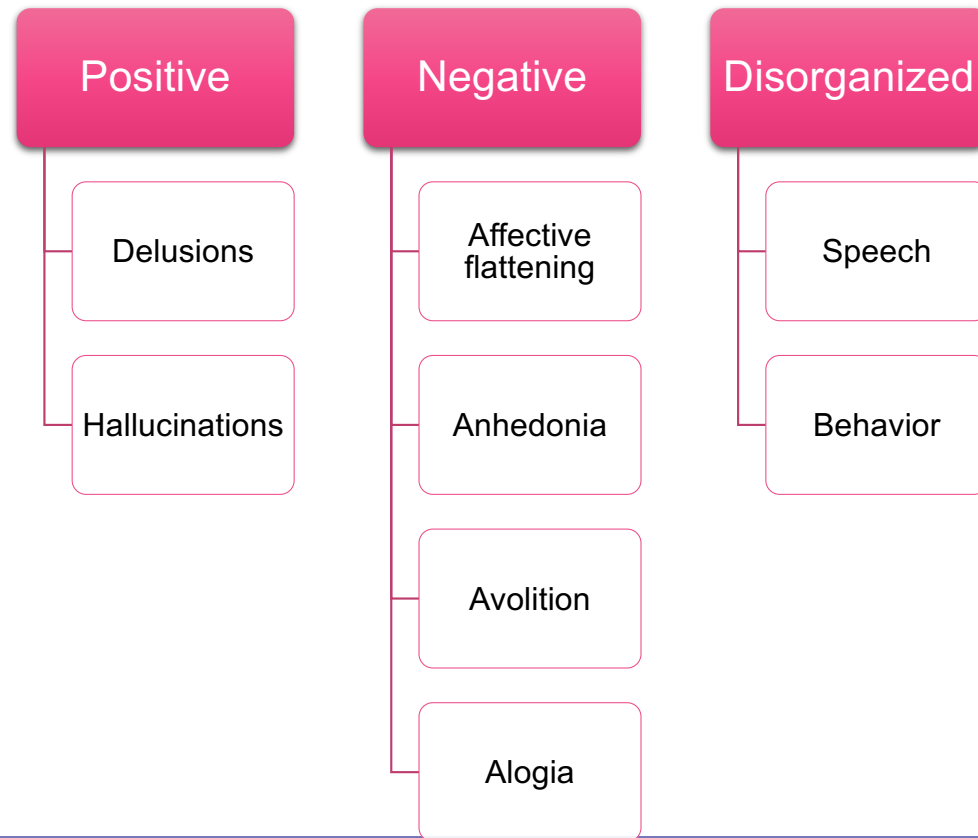 Positive
Delusions
Hallucinations
Negative
Affective
flattening
Anhedonia
Avolition
Alogia
Disorganized
Speech
Behavior